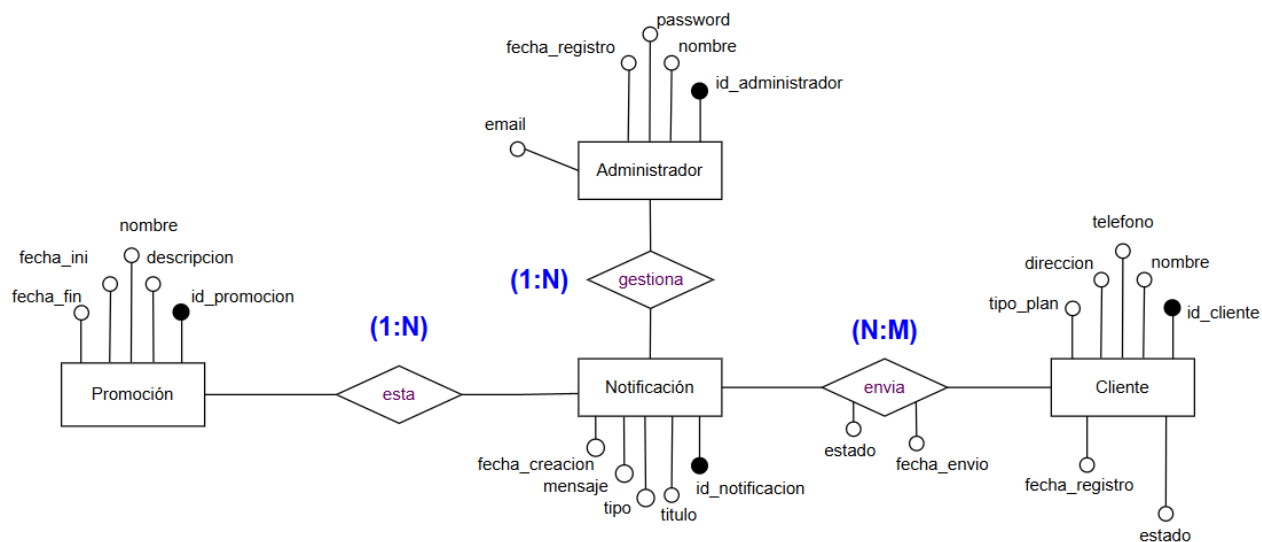 password
fecha_registro
nombre
id_administrador
email
Administrador
(1:N)
gestiona
nombre
fecha_ini
descripcion
fecha_fin
id_promocion
Promoción
(1:N)
esta
Notificación
fecha_creacion
mensaje
tipo
titulo
id_notificacion
(N:M)
envia
estado
fecha_envio
telefono
direccion
nombre
tipo_plan
id_cliente
Cliente
fecha_registro
estado